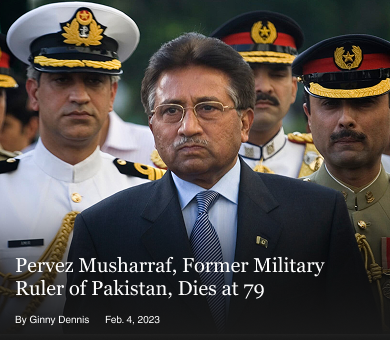 Pervez Musharraf, Former Military
Ruler of Pakistan, Dies at 79
By Ginny Dennis Feb. 4, 2023